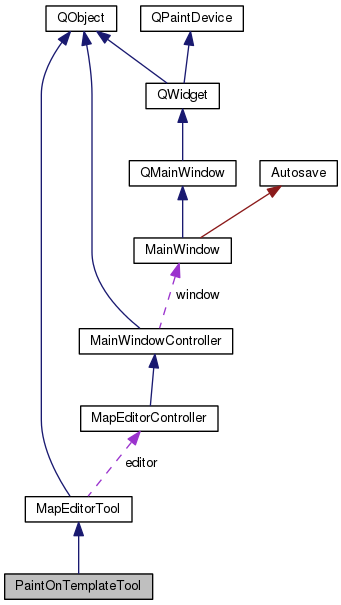 QObject
QPaintDevice
QWidget
QMainWindow
Autosave
MainWindow
window
MainWindowController
MapEditorController
editor
MapEditorTool
PaintOnTemplateTool